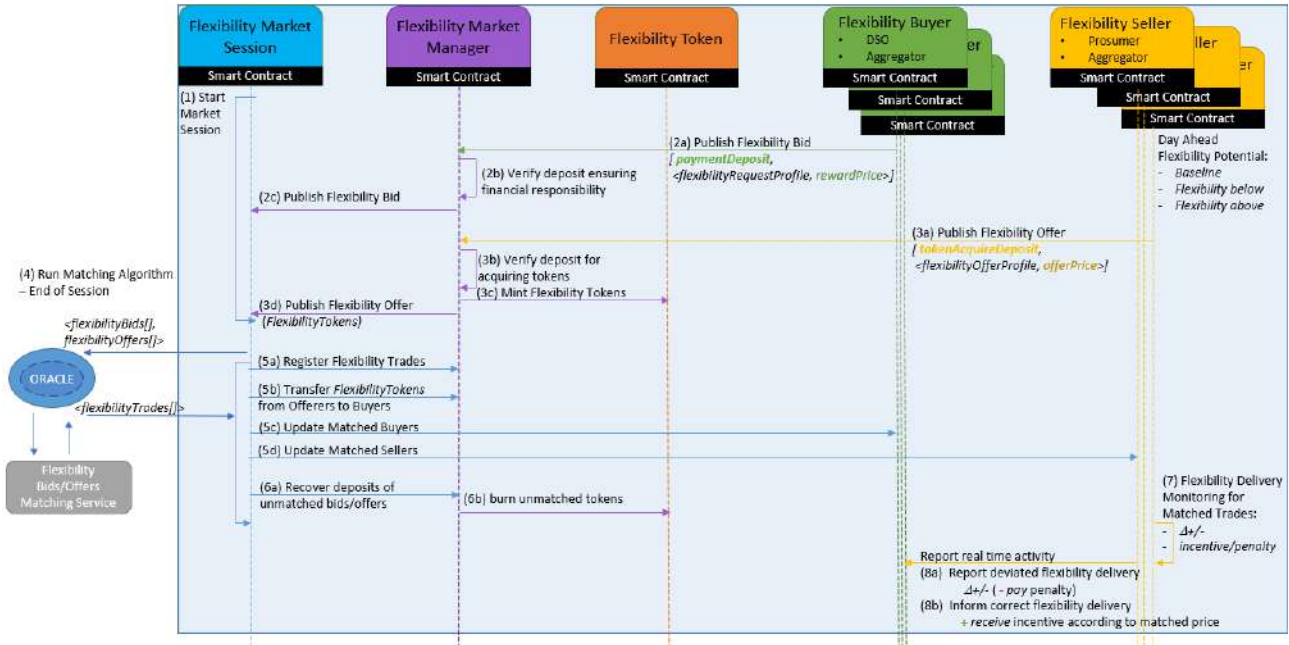 Flexibility Market
Session
Smart Contract
Flexibility Market
Manager
Smart Contract
Flexibility Token
Smart Contract
Flexibility Buyer
• DSO
• Aggregator
Smart Contract
er
Smart Contract
er
Smart Contract
Flexibility Seller
• Prosumer
• Aggregator
Smart Contract
ller
Smart Contract
er
Smart Contract
(1) Start
Market
Session
(2a) Publish Flexibility Bid
[ paymentDeposit,
<flexibilityRequestProfile, rewardPrice>]
(2b) Verify deposit ensuring
financial responsibility
(2c) Publish Flexibility Bid
Day Ahead
Flexibility Potential:
- Baseline
- Flexibility below
- Flexibility above
(3a) Publish Flexibility Offer
[ tokenAcquireDeposit,
<flexibilityOfferProfile, offerPrice>]
(3b) Verify deposit for
acquiring tokens
(3c) Mint Flexibility Tokens
(3d) Publish Flexibility Offer
(FlexibilityTokens)
(4) Run Matching Algorithm
– End of Session
<flexibilityBids[],
flexibilityOffers[]>
ORACLE
<flexibilityTrades[]>
Flexibility
Bids/Offers
Matching Service
(5a) Register Flexibility Trades
(5b) Transfer FlexibilityTokens
from Offerers to Buyers
(5c) Update Matched Buyers
(5d) Update Matched Sellers
(6a) Recover deposits of
unmatched bids/offers
(6b) burn unmatched tokens
(7) Flexibility Delivery
Monitoring for
Matched Trades:
- Δ+/-
- incentive/penalty
Report real time activity
(8a) Report deviated flexibility delivery
Δ+/- ( - pay penalty)
(8b) Inform correct flexibility delivery
+ receive incentive according to matched price